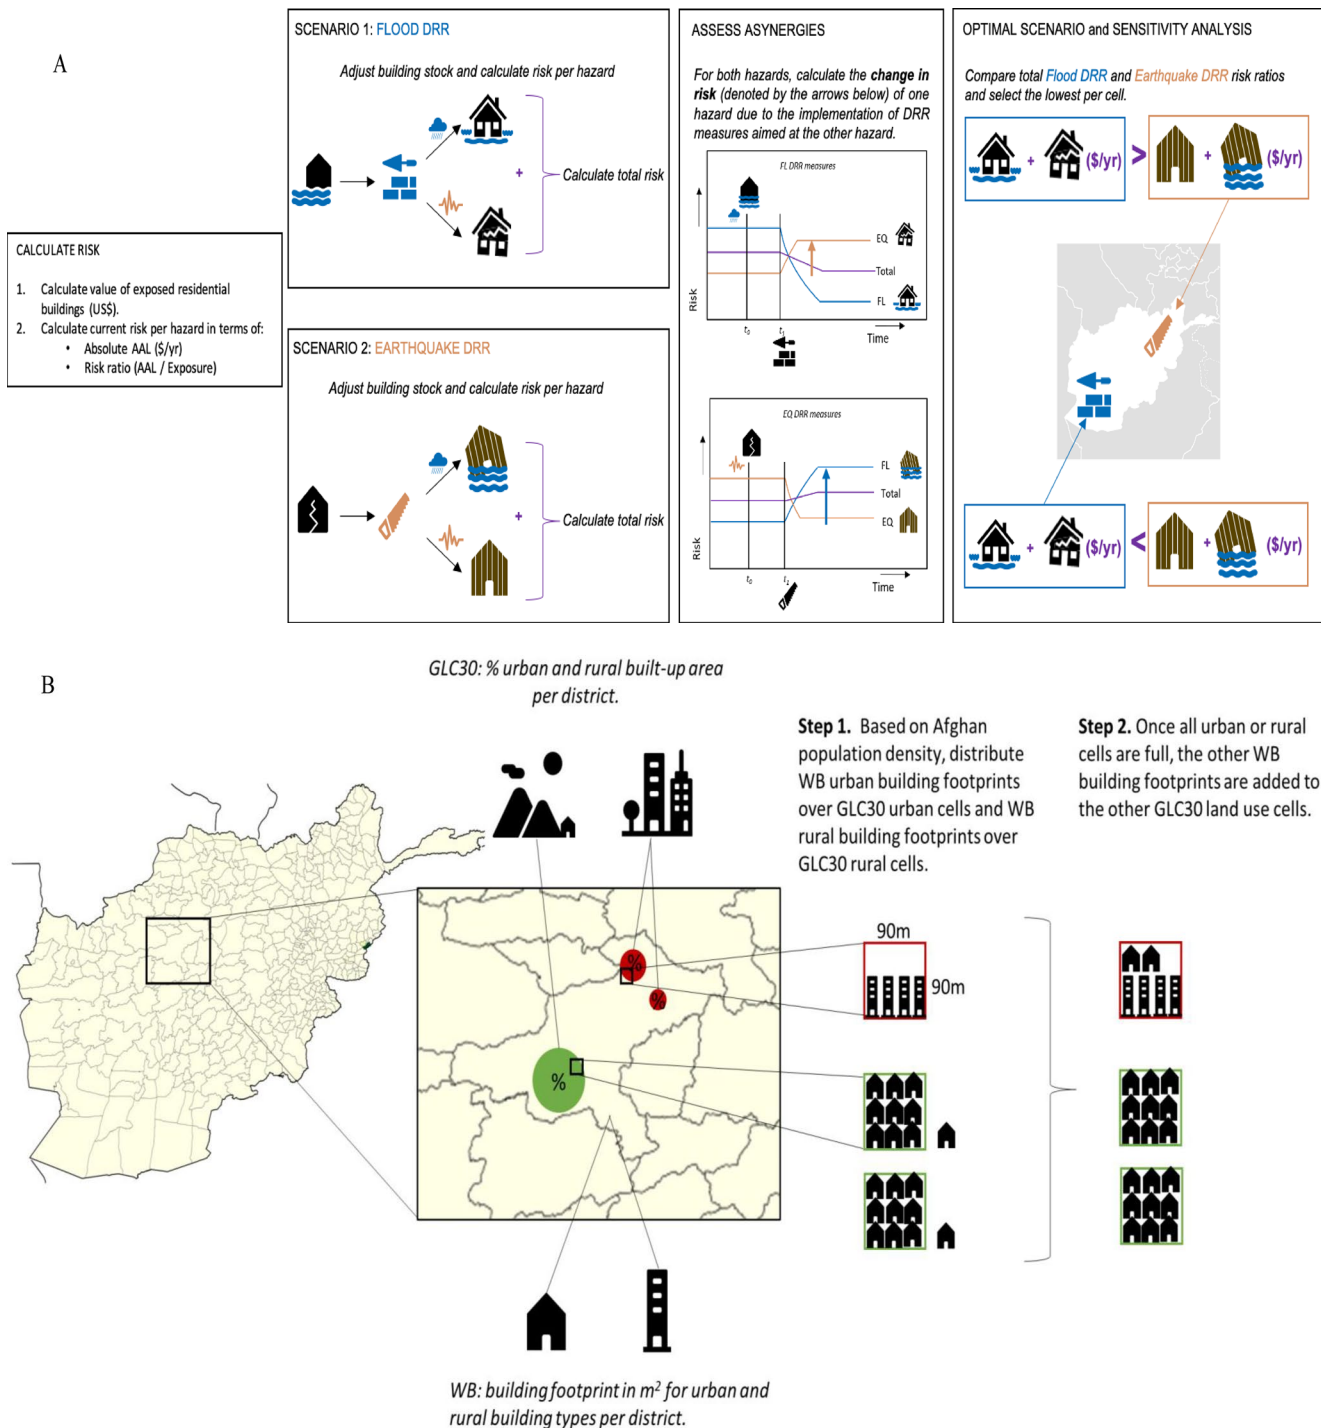 A
CALCULATE RISK
1. Calculate value of exposed residential
buildings (US$).
2. Calculate current risk per hazard in terms of:
• Absolute AAL ($/yr)
• Risk ratio (AAL / Exposure)
SCENARIO 1: FLOOD DRR
Adjust building stock and calculate risk per hazard
+
Calculate total risk
SCENARIO 2: EARTHQUAKE DRR
Adjust building stock and calculate risk per hazard
+
Calculate total risk
ASSESS ASYNERGIES
For both hazards, calculate the change in
risk (denoted by the arrows below) of one
hazard due to the implementation of DRR
measures aimed at the other hazard.
FL DRR measures
EQ
Total
FL
Risk
t0
t1
Time
EQ DRR measures
FL
Total
EQ
Risk
t0
t1
Time
OPTIMAL SCENARIO and SENSITIVITY ANALYSIS
Compare total Flood DRR and Earthquake DRR risk ratios
and select the lowest per cell.
+ ($/yr) > + ($/yr)
+ ($/yr) < + ($/yr)
B
GLC30: % urban and rural built-up area
per district.
Step 1. Based on Afghan
population density, distribute
WB urban building footprints
over GLC30 urban cells and WB
rural building footprints over
GLC30 rural cells.
Step 2. Once all urban or rural
cells are full, the other WB
building footprints are added to
the other GLC30 land use cells.
%
%
%
90m
90m
WB: building footprint in m² for urban and
rural building types per district.